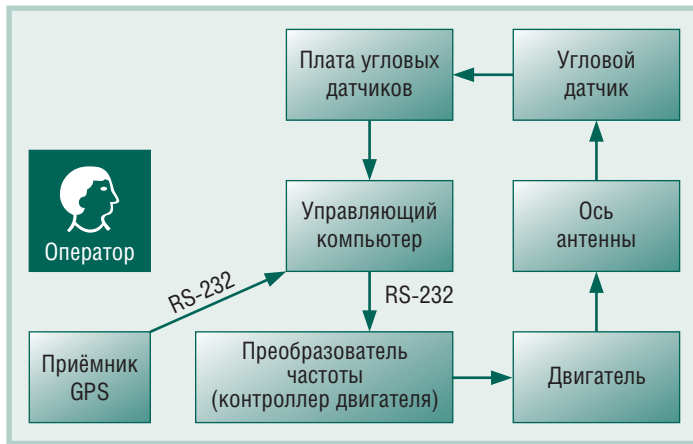 Плата угловых
датчиков
Угловой
датчик
Оператор
Управляющий
компьютер
Ось
антенны
RS-232
RS-232
Приёмник
GPS
Преобразователь
частоты
(контроллер двигателя)
Двигатель